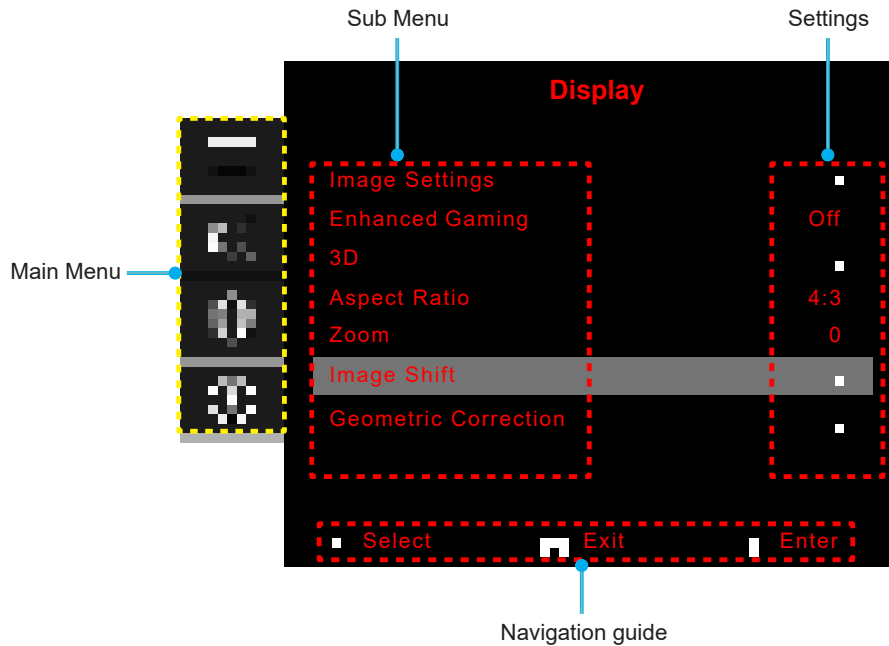 Sub Menu
Settings
Display
Image Settings
Enhanced Gaming Off
3D
Main Menu
Aspect Ratio 4:3
Zoom 0
Image Shift
Geometric Correction
Select Exit Enter
Navigation guide